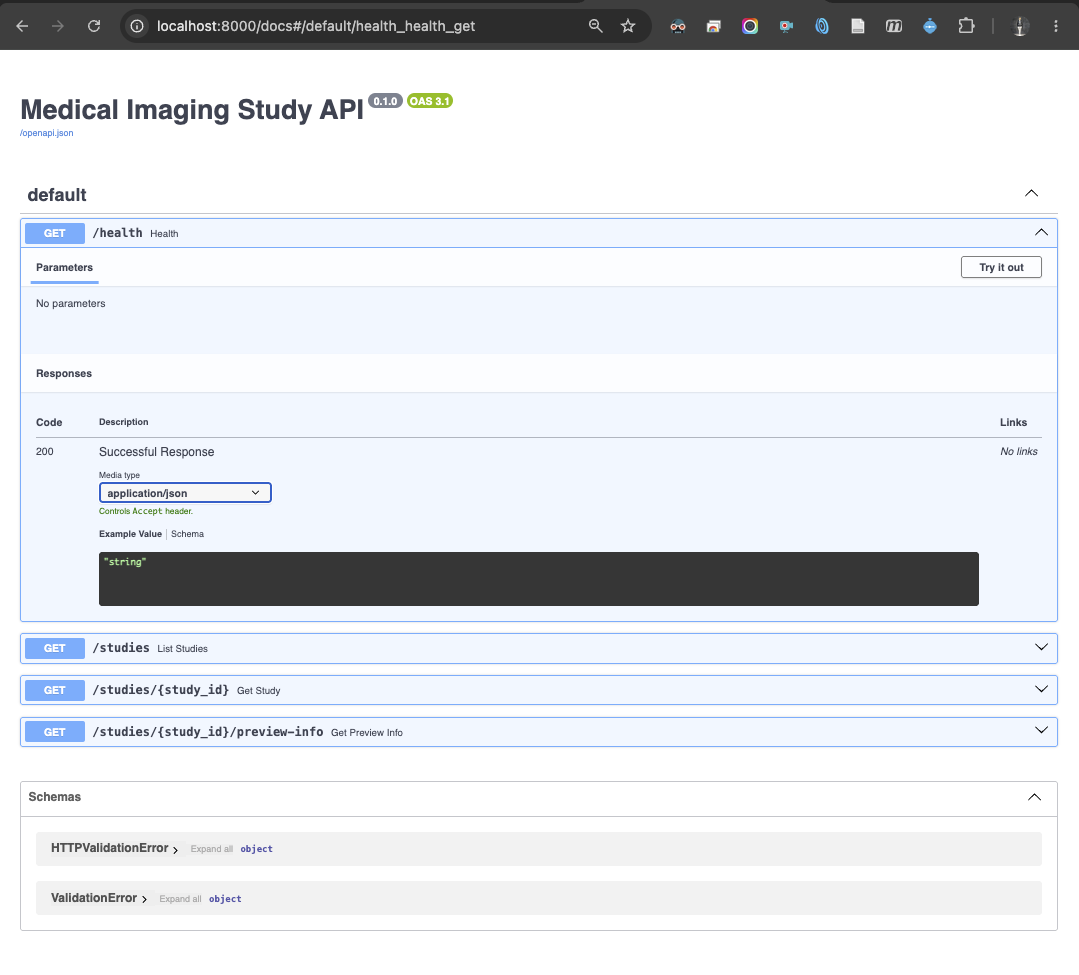 localhost:8000/docs#/default/health_health_get
Medical Imaging Study API 0.1.0 OAS 3.1
/openapi.json
default
GET /health Health
Parameters
Try it out
No parameters
Responses
Code Description Links
200 Successful Response No links
Media type
application/json
Controls Accept header.
Example Value Schema
"string"
GET /studies List Studies
GET /studies/{study_id} Get Study
GET /studies/{study_id}/preview-info Get Preview Info
Schemas
HTTPValidationError Expand all object
ValidationError Expand all object